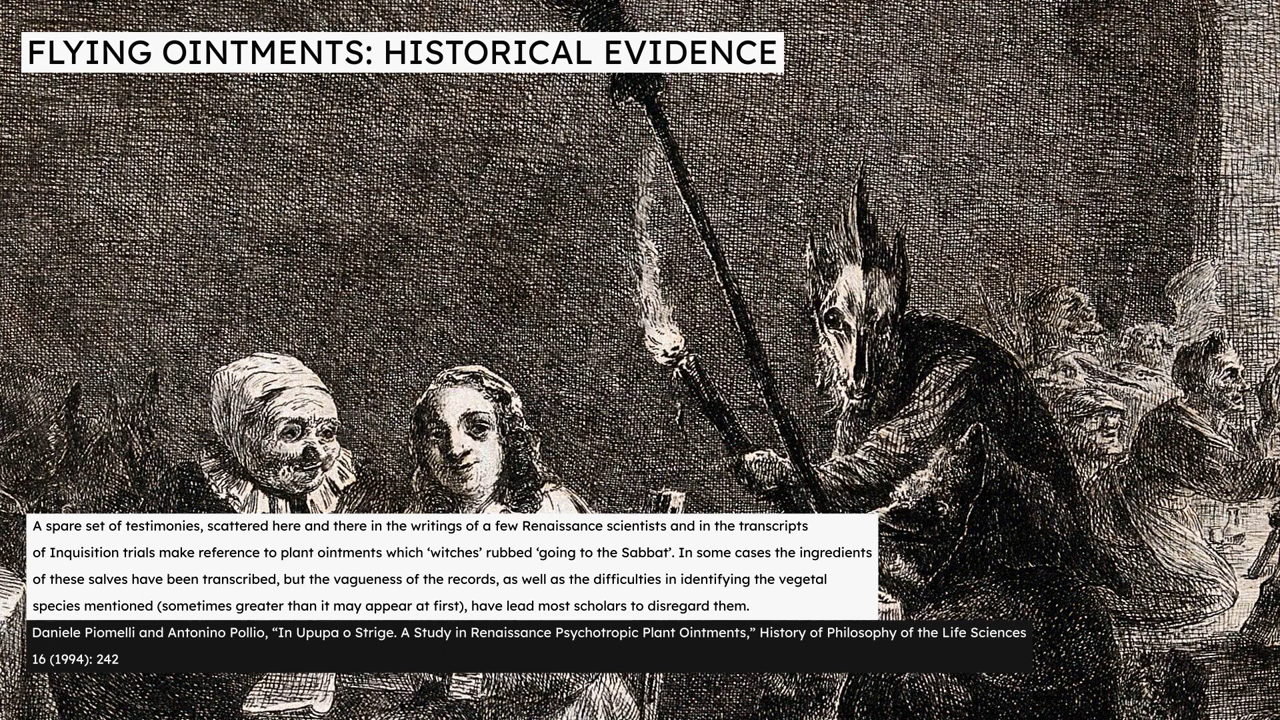 FLYING OINTMENTS: HISTORICAL EVIDENCE
A spare set of testimonies, scattered here and there in the writings of a few Renaissance scientists and in the transcripts
of Inquisition trials make reference to plant ointments which ‘witches’ rubbed ‘going to the Sabbat’. In some cases the ingredients
of these salves have been transcribed, but the vagueness of the records, as well as the difficulties in identifying the vegetal
species mentioned (sometimes greater than it may appear at first), have lead most scholars to disregard them.
Daniele Piomelli and Antonino Pollio, “In Upupa o Strige. A Study in Renaissance Psychotropic Plant Ointments,” History of Philosophy of the Life Sciences
16 (1994): 242